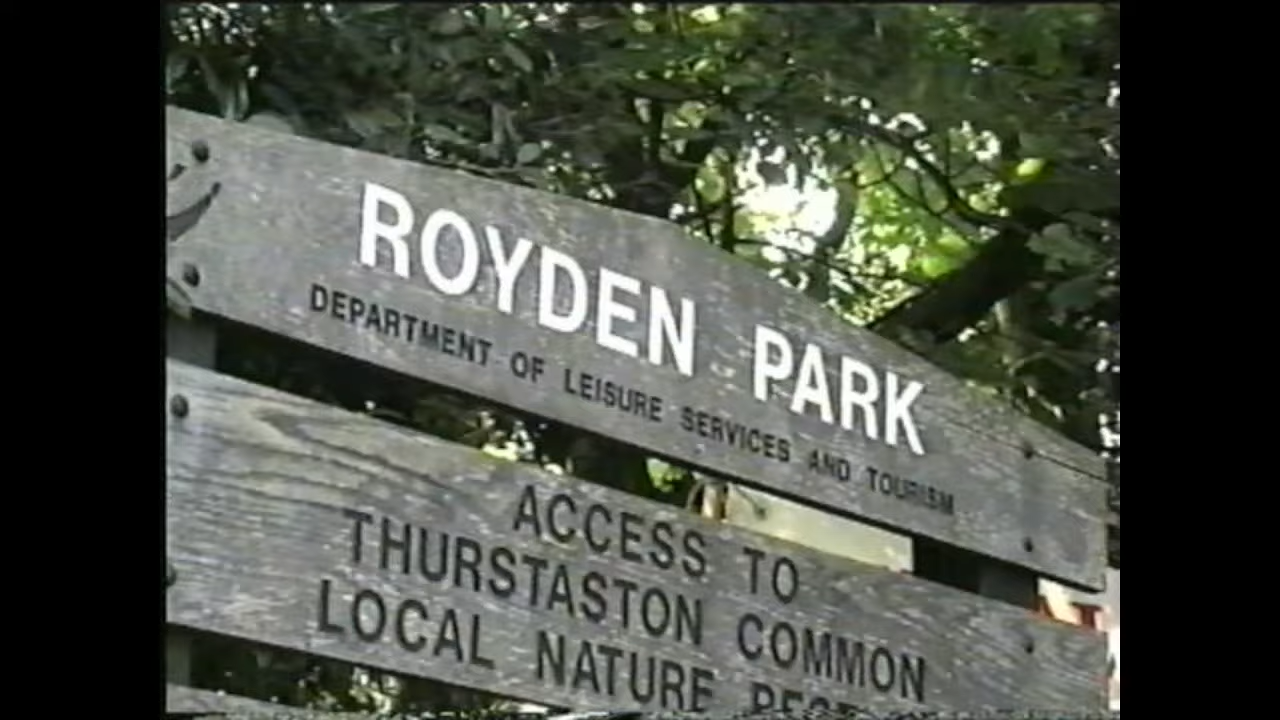 ROYDEN PARK
DEPARTMENT OF LEISURE SERVICES AND TOURISM
ACCESS TO
THURSTASTON COMMON
LOCAL NATURE